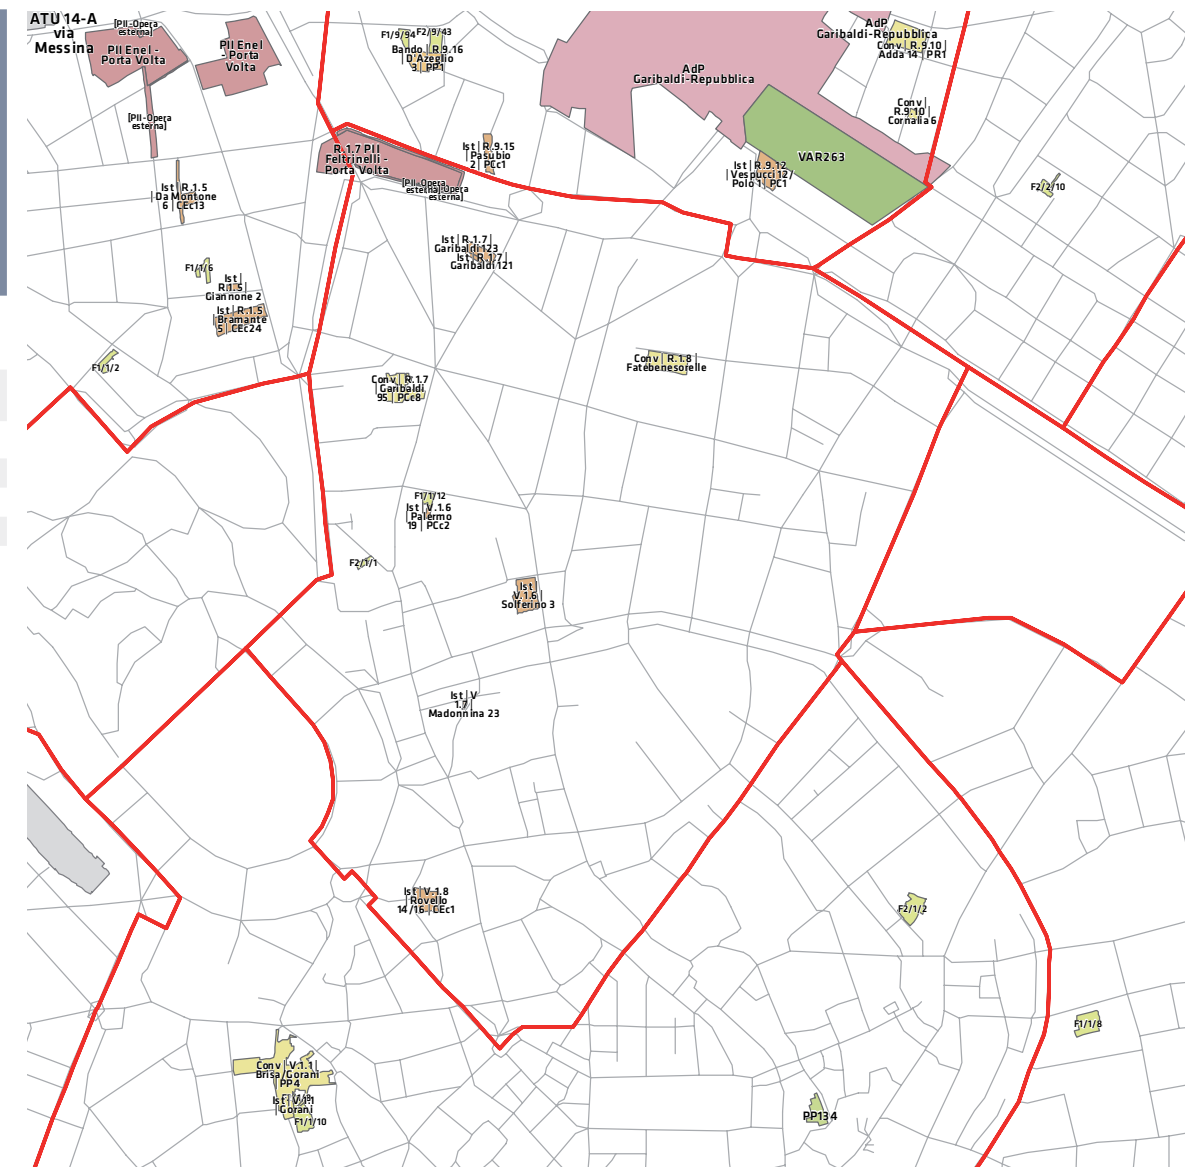 ATU 14-A
via
Messina
[PII-Opera
esterna]
PII Enel -
Porta Volta
PII Enel
- Porta
Volta
[PII-Opera
esterna]
F1/9/94
F2/9/43
Bando | R.9.16
D'Azeglio
3 | PP1
AdP
Garibaldi-Repubblica
AdP
Garibaldi-Repubblica
Conv | R.9.10 |
Adda 14 | PR1
Conv |
R.9.10 |
Cornalia 6
R.1.7 PII
Feltrinelli -
Porta Volta
[PII-Opera
esterna]
Opera
esterna]
Ist | R.9.15
| Pasubio
2 | PCc1
Ist | R.9.12
| Vespucci 12/
Polo 1 | PC1
VAR263
F2/2/10
Ist | R.1.5
| Da Montone
6 | CEc13
Ist | R.1.7 |
Garibaldi 123
Ist | R.1.7 |
Garibaldi 121
F1/1/6
Ist |
R.1.5 |
Giannone 2
Ist | R.1.5
| Bramante
5 | CEc24
F1/1/2
Conv | R.1.8
| Fatebenesorelle
Conv | R.1.7
| Garibaldi
95 | PCc8
F1/1/12
Ist | V.1.6
| Palermo
19 | PCc2
F2/1/1
Ist |
V.1.6 |
Solferino 3
Ist | V
1.7 |
Madonnina 23
Ist | V.1.8
| Rovello
14/16 | CEc1
F2/1/2
F1/1/8
Conv | V.1.1 |
Brisa/Gorani
PP4
Ist | V.1.1
| Gorani
F1/1/10
PP134